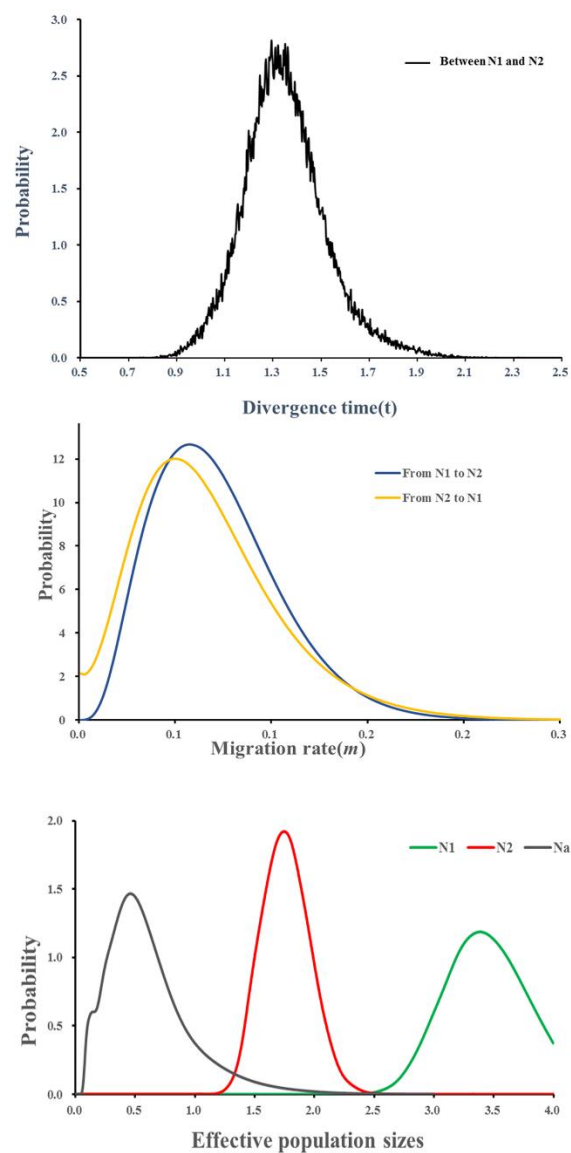 3.0
2.5
2.0
1.5
1.0
0.5
0.0
Probability
Between N1 and N2
0.5 0.7 0.9 1.1 1.3 1.5 1.7 1.9 2.1 2.3 2.5
Divergence time(t)
12
10
8
6
4
2
0
Probability
From N1 to N2
From N2 to N1
0.1 0.1 0.2 0.2 0.3
Migration rate(m)
2.0
1.5
1.0
0.5
0.0
Probability
N1 N2 Na
0.0 0.5 1.0 1.5 2.0 2.5 3.0 3.5 4.0
Effective population sizes